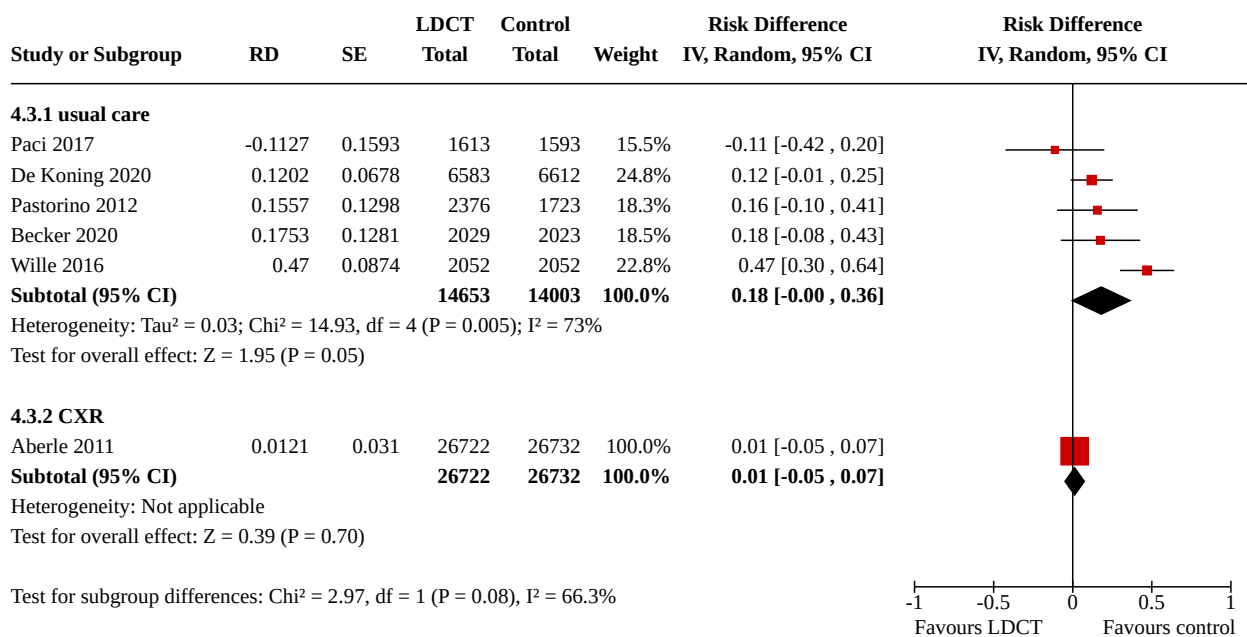 LDCT Control Risk Difference Risk Difference
Study or Subgroup RD SE Total Total Weight IV, Random, 95% CI IV, Random, 95% CI
4.3.1 usual care
Paci 2017 -0.1127 0.1593 1613 1593 15.5% -0.11 [-0.42 , 0.20]
De Koning 2020 0.1202 0.0678 6583 6612 24.8% 0.12 [-0.01 , 0.25]
Pastorino 2012 0.1557 0.1298 2376 1723 18.3% 0.16 [-0.10 , 0.41]
Becker 2020 0.1753 0.1281 2029 2023 18.5% 0.18 [-0.08 , 0.43]
Wille 2016 0.47 0.0874 2052 2052 22.8% 0.47 [0.30 , 0.64]
Subtotal (95% CI) 14653 14003 100.0% 0.18 [-0.00 , 0.36]
Heterogeneity: Tau² = 0.03; Chi² = 14.93, df = 4 (P = 0.005); I² = 73%
Test for overall effect: Z = 1.95 (P = 0.05)
4.3.2 CXR
Aberle 2011 0.0121 0.031 26722 26732 100.0% 0.01 [-0.05 , 0.07]
Subtotal (95% CI) 26722 26732 100.0% 0.01 [-0.05 , 0.07]
Heterogeneity: Not applicable
Test for overall effect: Z = 0.39 (P = 0.70)
Test for subgroup differences: Chi² = 2.97, df = 1 (P = 0.08), I² = 66.3%
-1 -0.5 0 0.5 1
Favours LDCT Favours control